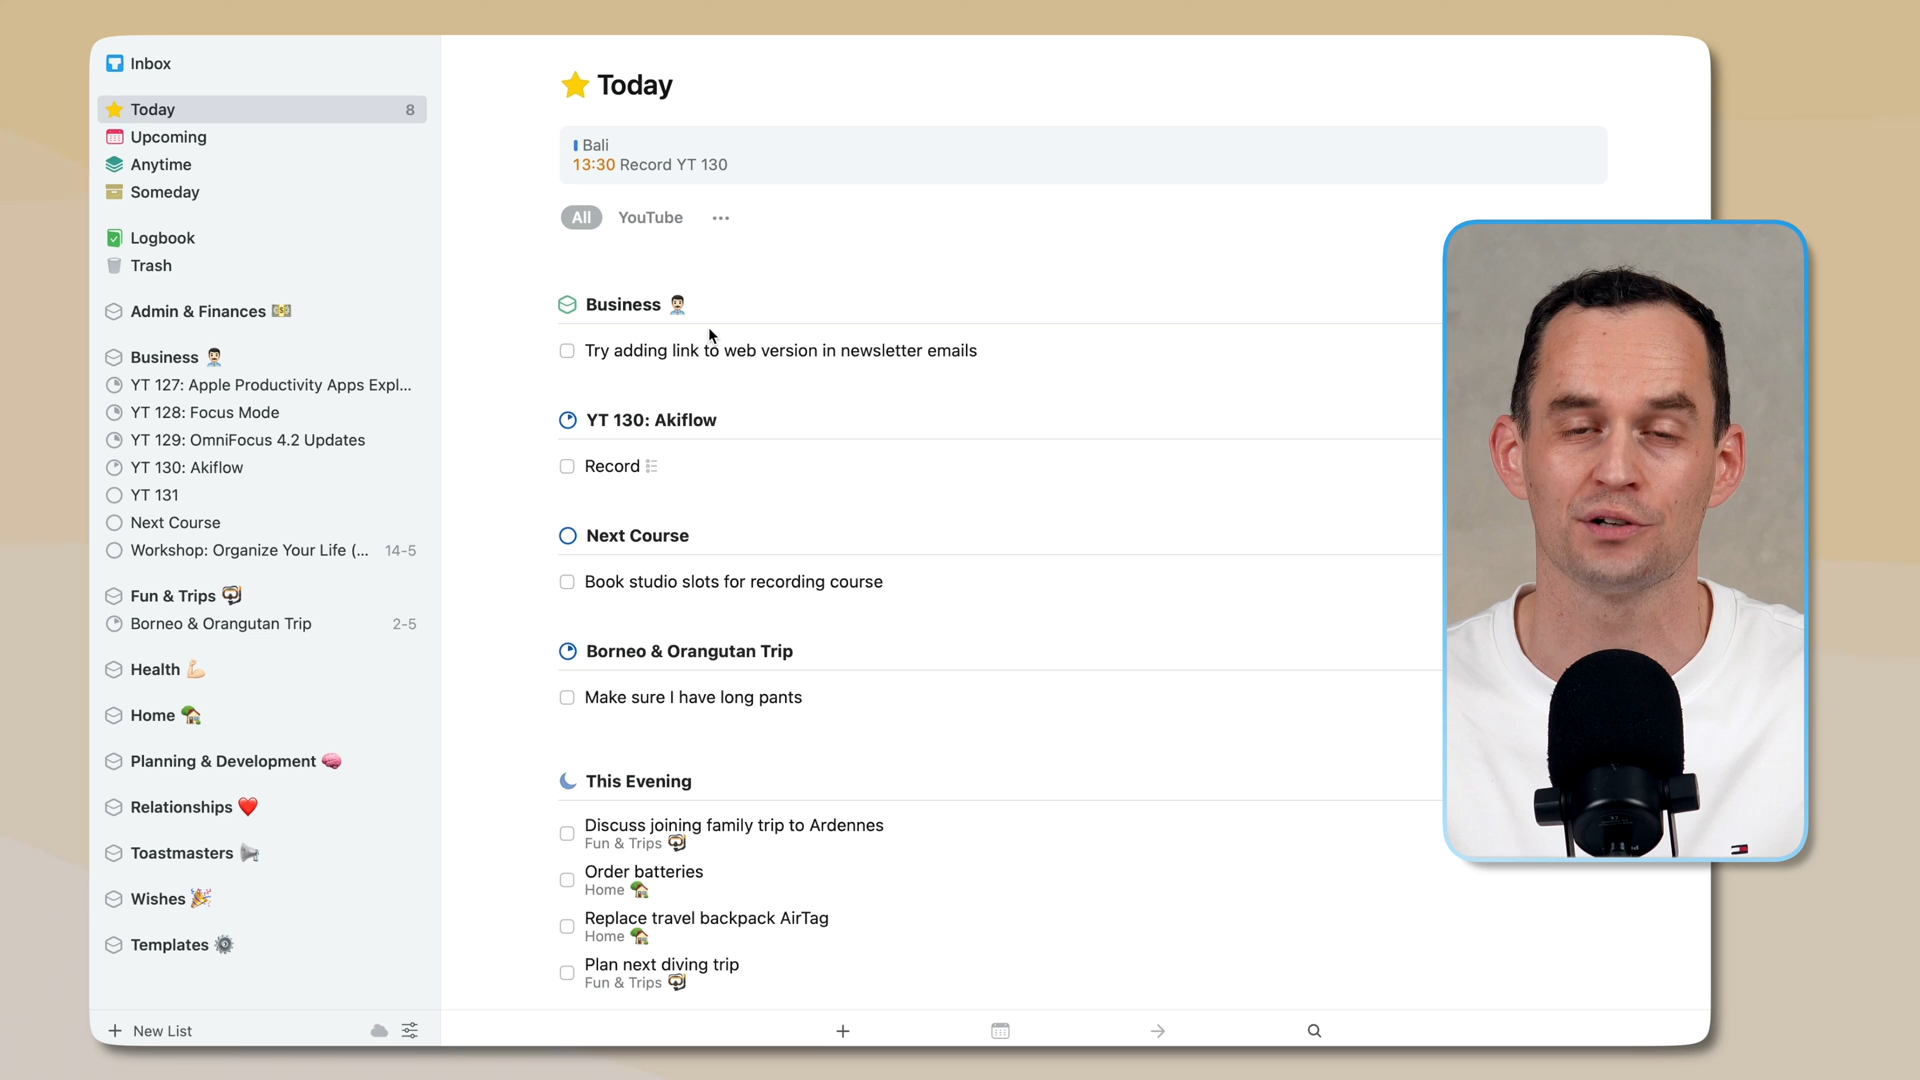 Inbox
Today 8
Upcoming
Anytime
Someday
Logbook
Trash
Admin & Finances
Business
YT 127: Apple Productivity Apps Expl...
YT 128: Focus Mode
YT 129: OmniFocus 4.2 Updates
YT 130: Akiflow
YT 131
Next Course
Workshop: Organize Your Life (... 14-5
Fun & Trips
Borneo & Orangutan Trip 2-5
Health
Home
Planning & Development
Relationships
Toastmasters
Wishes
Templates
New List
Today
Bali
13:30 Record YT 130
All YouTube ...
Business
Try adding link to web version in newsletter emails
YT 130: Akiflow
Record
Next Course
Book studio slots for recording course
Borneo & Orangutan Trip
Make sure I have long pants
This Evening
Discuss joining family trip to Ardennes
Fun & Trips
Order batteries
Home
Replace travel backpack AirTag
Home
Plan next diving trip
Fun & Trips